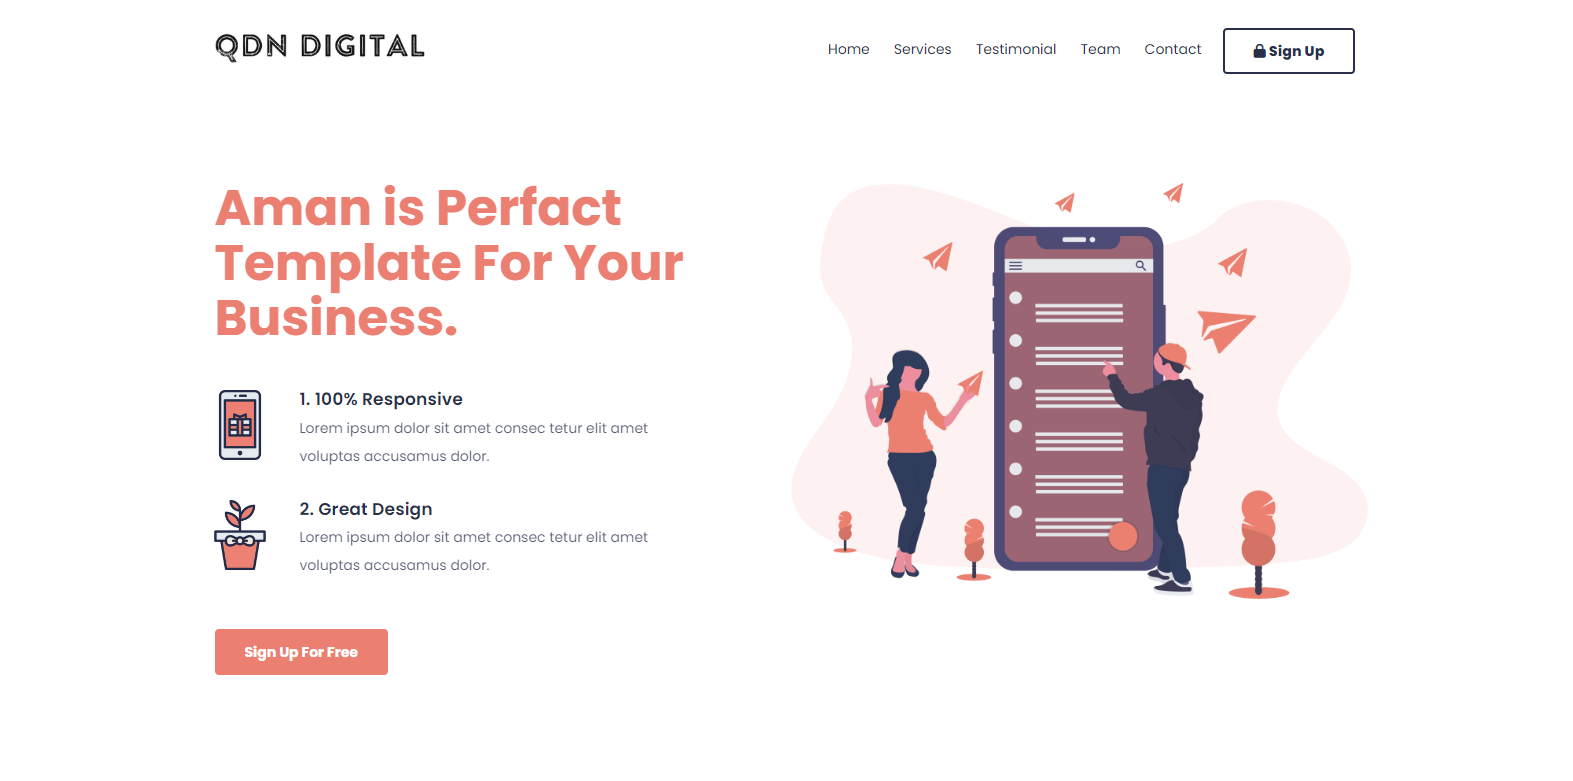 QDN DIGITAL
Home Services Testimonial Team Contact Sign Up
Aman is Perfact
Template For Your
Business.
1. 100% Responsive
Lorem ipsum dolor sit amet consec tetur elit amet
voluptas accusamus dolor.
2. Great Design
Lorem ipsum dolor sit amet consec tetur elit amet
voluptas accusamus dolor.
Sign Up For Free